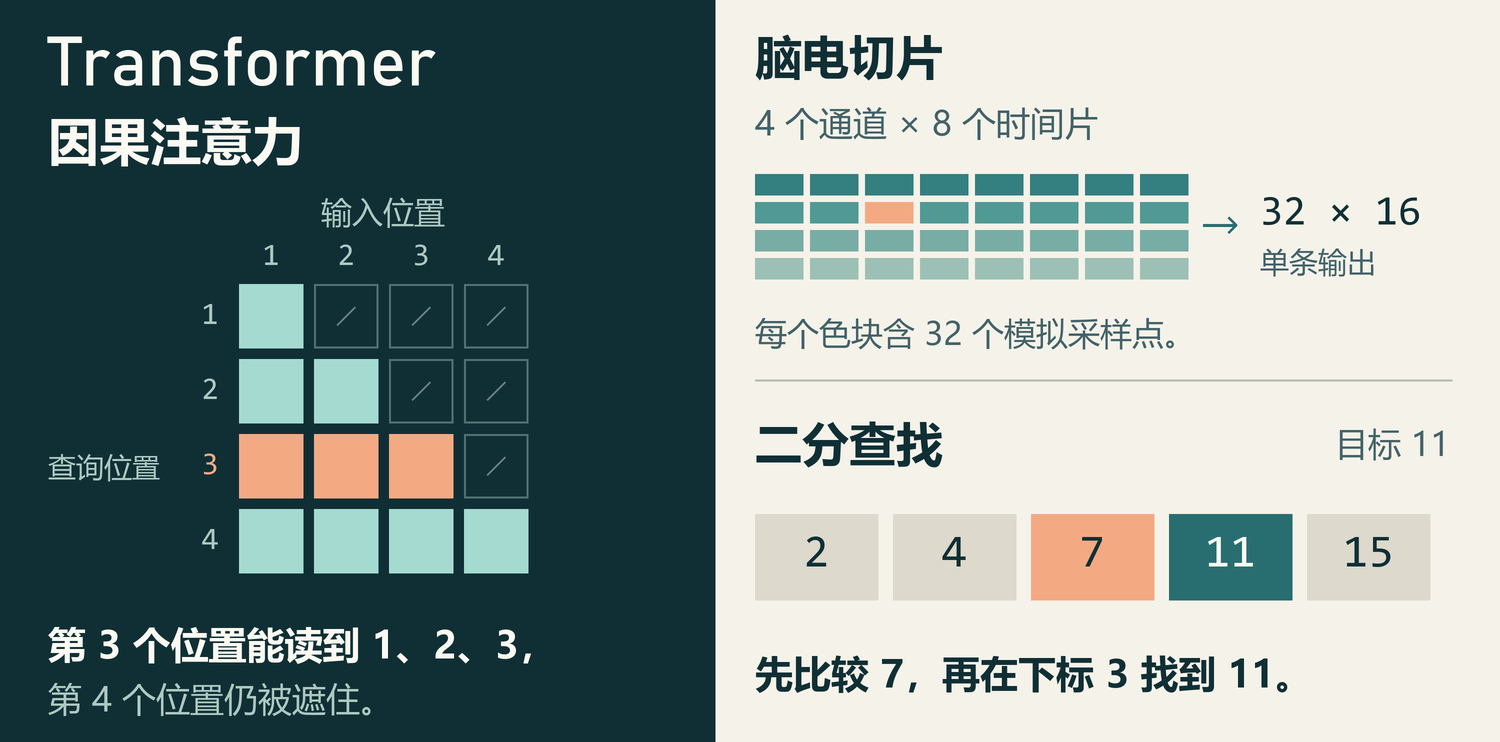 Transformer
因果注意力
输入位置
1 2 3 4
1
2
查询位置 3
4
第 3 个位置能读到 1、2、3，
第 4 个位置仍被遮住。
脑电切片
4 个通道 × 8 个时间片
→ 32 × 16
单条输出
每个色块含 32 个模拟采样点。
二分查找
目标 11
2 4 7 11 15
先比较 7，再在下标 3 找到 11。